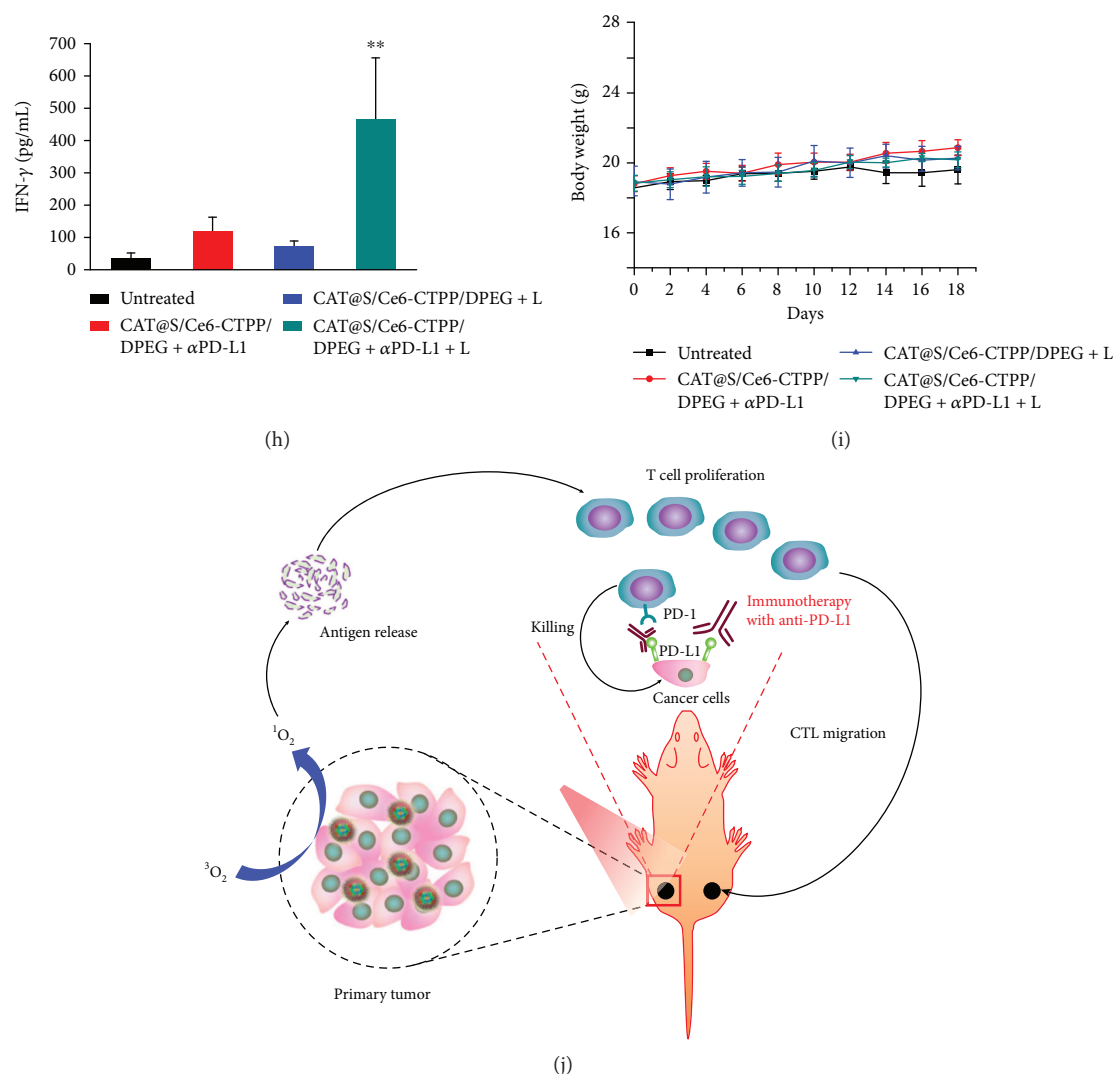 700
600
500
400
300
200
100
0
IFN-γ (pg/mL)
**
Untreated
CAT@S/Ce6-CTPP/
DPEG + αPD-L1
CAT@S/Ce6-CTPP/DPEG + L
CAT@S/Ce6-CTPP/
DPEG + αPD-L1 + L
(h)
28
24
20
16
Body weight (g)
0 2 4 6 8 10 12 14 16 18
Days
Untreated
CAT@S/Ce6-CTPP/
DPEG + αPD-L1
CAT@S/Ce6-CTPP/DPEG + L
CAT@S/Ce6-CTPP/
DPEG + αPD-L1 + L
(i)
T cell proliferation
Antigen release
Killing
PD-1
Immunotherapy
with anti-PD-L1
PD-L1
Cancer cells
CTL migration
¹O₂
³O₂
Primary tumor
(j)